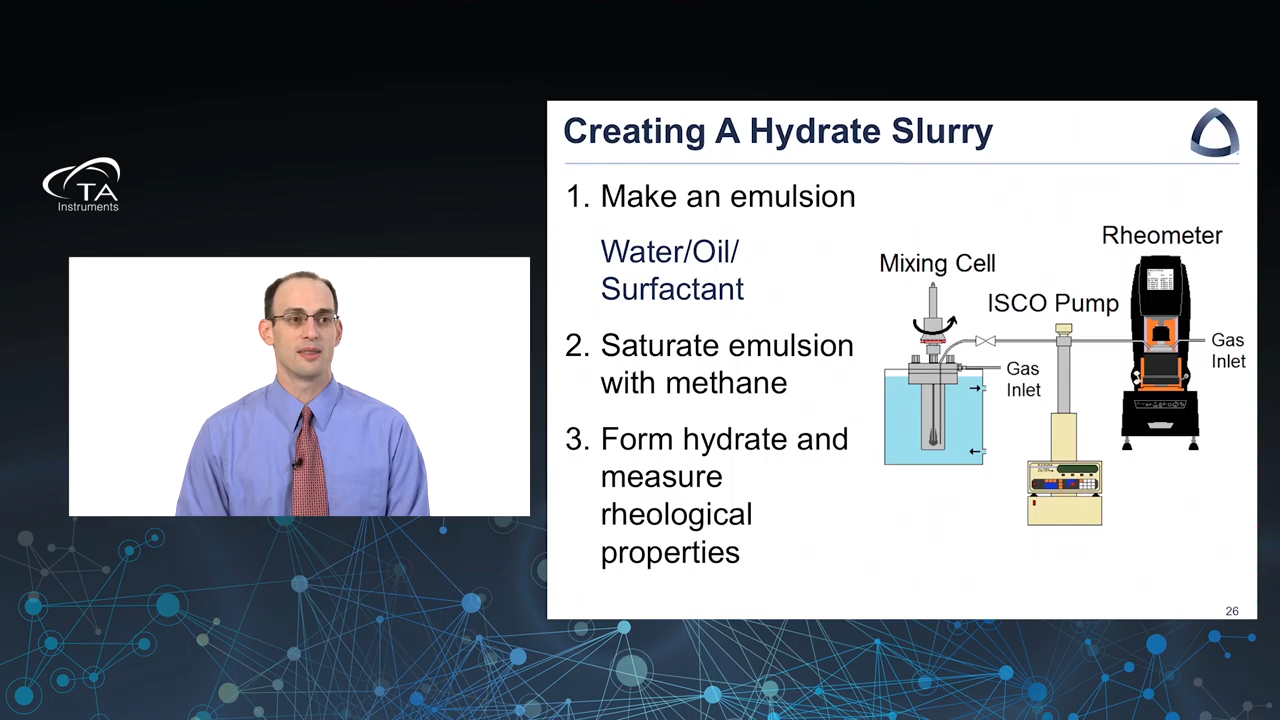 TA
Instruments
Creating A Hydrate Slurry
1. Make an emulsion
Water/Oil/
Surfactant
2. Saturate emulsion
with methane
3. Form hydrate and
measure
rheological
properties
Rheometer
Mixing Cell
ISCO Pump
Gas
Inlet
Gas
Inlet
26